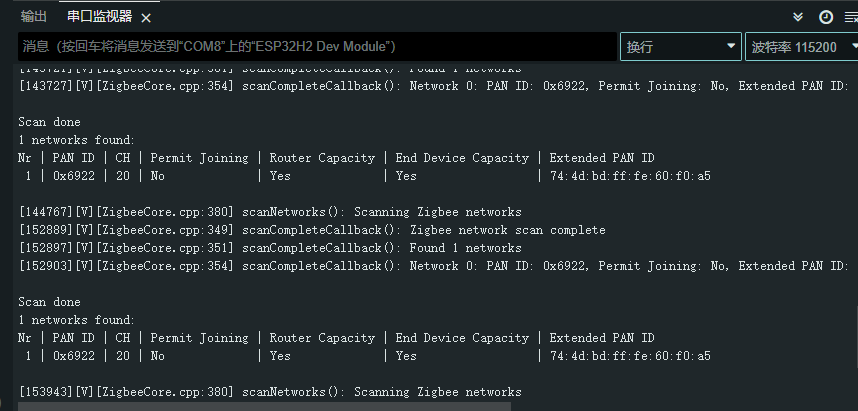 输出 串口监视器
消息（按回车将消息发送到“COM8”上的“ESP32H2 Dev Module”）
换行
波特率 115200
Found 1 networks
[143727][V][ZigbeeCore.cpp:354] scanCompleteCallback(): Network 0: PAN ID: 0x6922, Permit Joining: No, Extended PAN ID:
Scan done
1 networks found:
Nr | PAN ID | CH | Permit Joining | Router Capacity | End Device Capacity | Extended PAN ID
1 | 0x6922 | 20 | No | Yes | Yes | 74:4d:bd:ff:fe:60:f0:a5
[144767][V][ZigbeeCore.cpp:380] scanNetworks(): Scanning Zigbee networks
[152889][V][ZigbeeCore.cpp:349] scanCompleteCallback(): Zigbee network scan complete
[152897][V][ZigbeeCore.cpp:351] scanCompleteCallback(): Found 1 networks
[152903][V][ZigbeeCore.cpp:354] scanCompleteCallback(): Network 0: PAN ID: 0x6922, Permit Joining: No, Extended PAN ID:
Scan done
1 networks found:
Nr | PAN ID | CH | Permit Joining | Router Capacity | End Device Capacity | Extended PAN ID
1 | 0x6922 | 20 | No | Yes | Yes | 74:4d:bd:ff:fe:60:f0:a5
[153943][V][ZigbeeCore.cpp:380] scanNetworks(): Scanning Zigbee networks